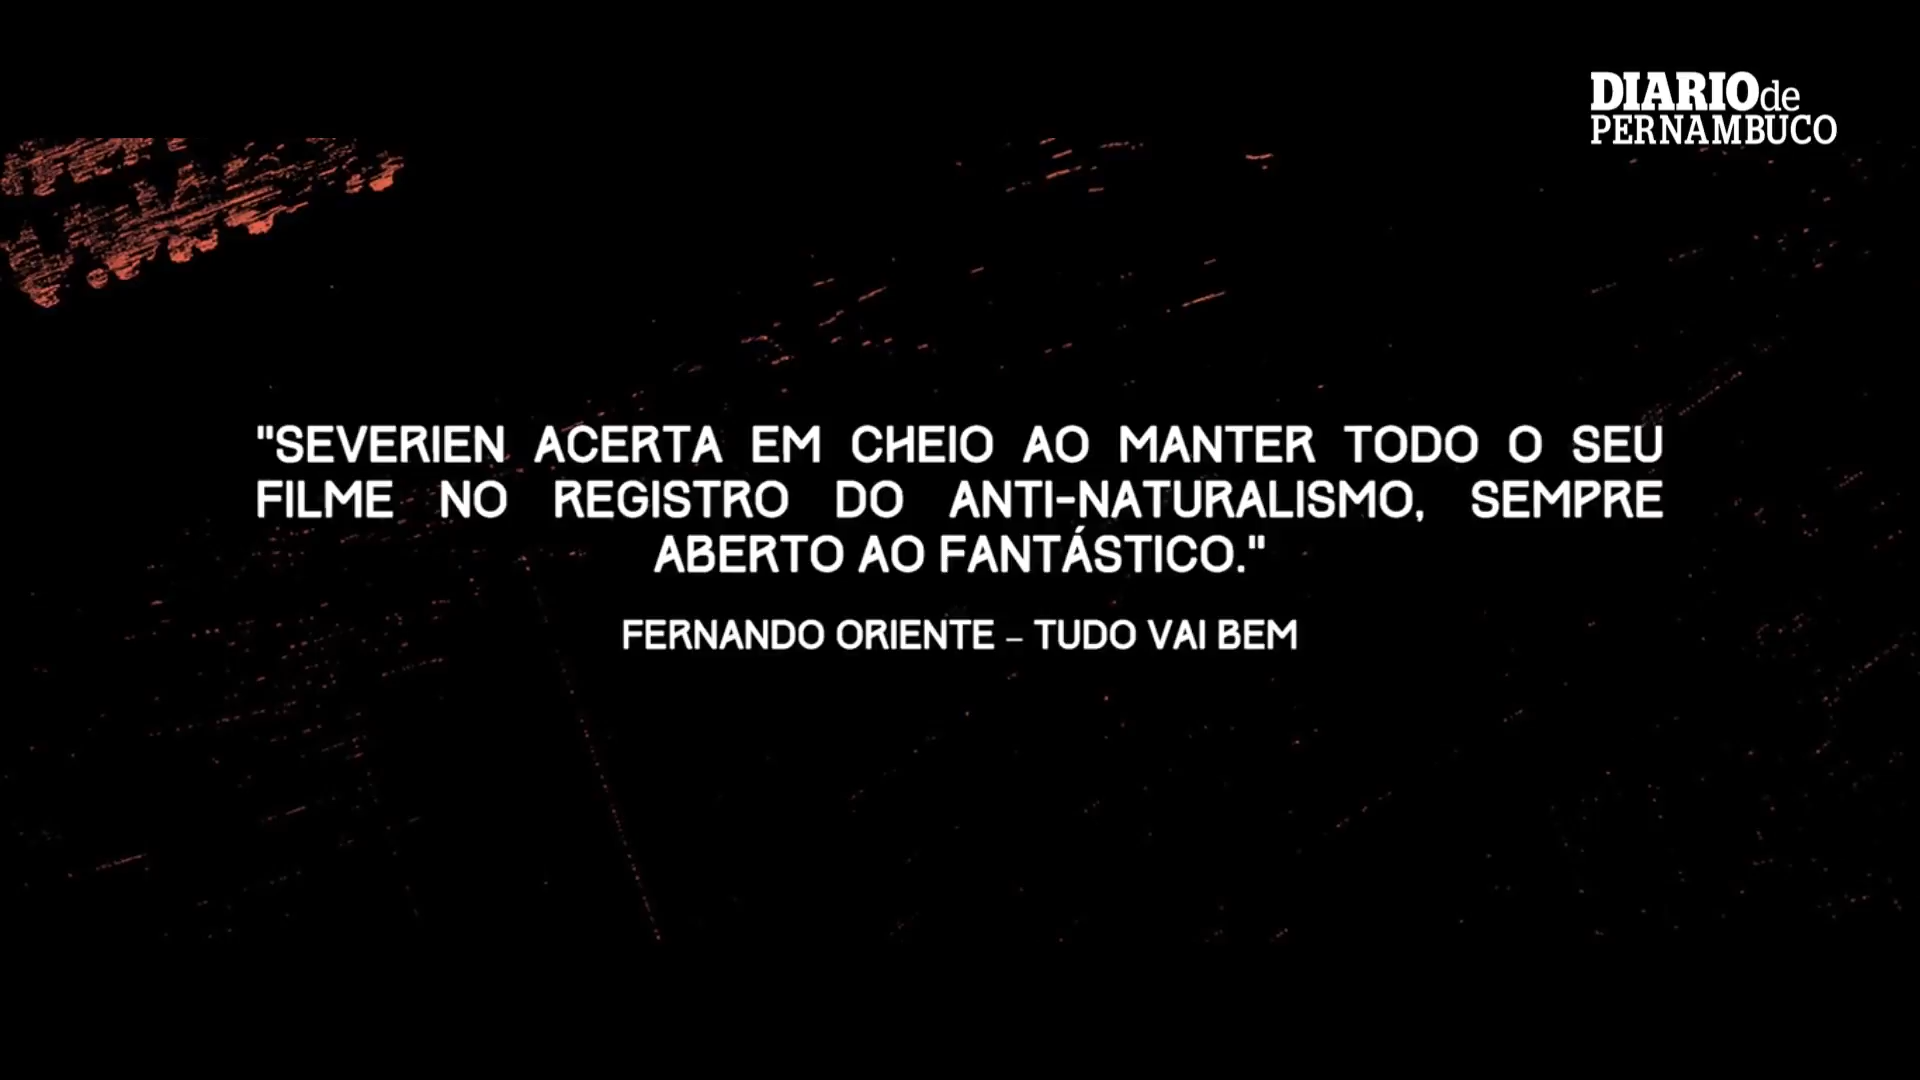 DIARIO de
PERNAMBUCO
"SEVERIEN ACERTA EM CHEIO AO MANTER TODO O SEU
FILME NO REGISTRO DO ANTI-NATURALISMO, SEMPRE
ABERTO AO FANTÁSTICO."
FERNANDO ORIENTE – TUDO VAI BEM